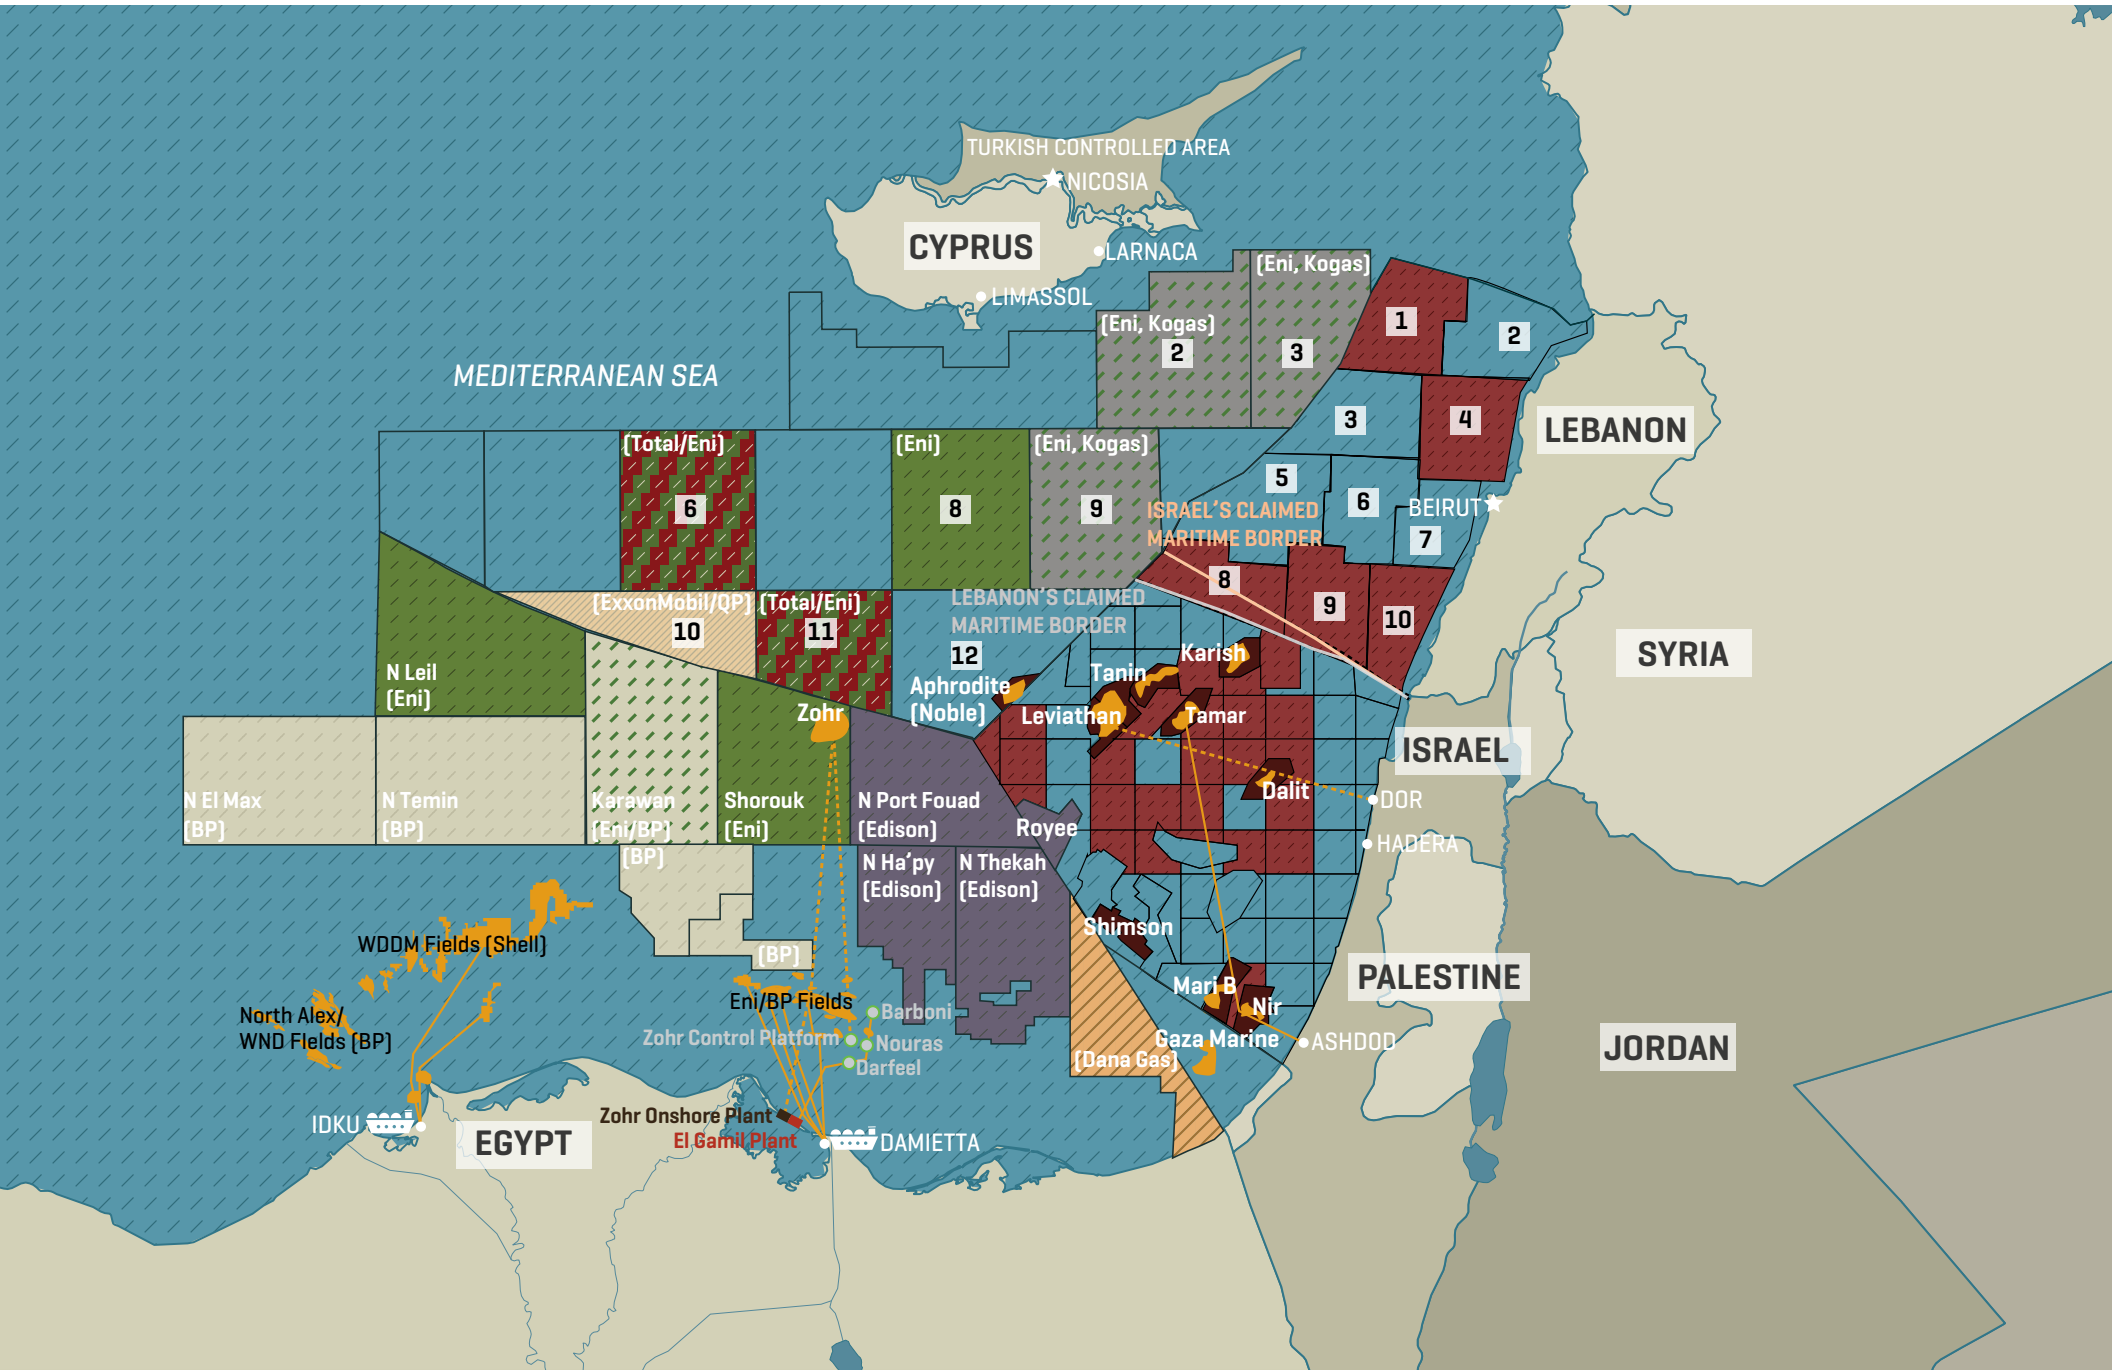 TURKISH CONTROLLED AREA
NICOSIA
CYPRUS
LARNACA
LIMASSOL
(Eni, Kogas)
3
(Eni, Kogas)
2
1
2
3
4
LEBANON
MEDITERRANEAN SEA
(Total/Eni)
6
(Eni)
8
(Eni, Kogas)
9
5
6
BEIRUT
7
ISRAEL'S CLAIMED
MARITIME BORDER
8
9
10
(ExxonMobil/QP)
10
(Total/Eni)
11
LEBANON'S CLAIMED
MARITIME BORDER
12
Aphrodite
(Noble)
SYRIA
Karish
Tanin
Leviathan
Tamar
Dalit
ISRAEL
DOR
HADERA
N Leil
(Eni)
Zohr
N El Max
(BP)
N Temin
(BP)
Karawan
(Eni/BP)
(BP)
Shorouk
(Eni)
N Port Fouad
(Edison)
Royee
N Ha'py
(Edison)
N Thekah
(Edison)
(BP)
WDDM Fields (Shell)
North Alex/
WND Fields (BP)
Eni/BP Fields
Barboni
Zohr Control Platform
Nouras
Darfeel
Shimson
Mari B
Nir
Gaza Marine
(Dana Gas)
ASHDOD
PALESTINE
JORDAN
Zohr Onshore Plant
El Gamil Plant
IDKU
EGYPT
DAMIETTA